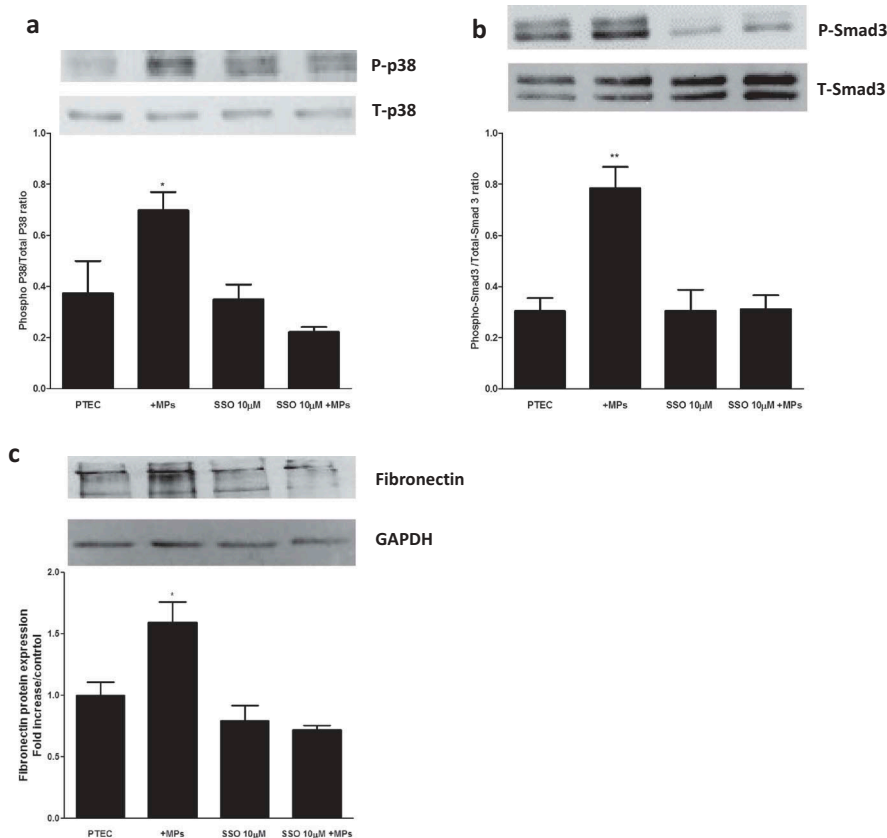 a
P-p38
T-p38
1.0
0.8
0.6
0.4
0.2
0.0
Phospho P38/Total P38 ratio
*
PTEC
+MPs
SSO 10µM
SSO 10µM +MPs
b
P-Smad3
T-Smad3
1.0
0.8
0.6
0.4
0.2
0.0
Phospho-Smad3 /Total-Smad 3 ratio
**
PTEC
+MPs
SSO 10µM
SSO 10µM +MPs
c
Fibronectin
GAPDH
2.0
1.5
1.0
0.5
0.0
Fibronectin protein expression
Fold increase/contrtol
*
PTEC
+MPs
SSO 10µM
SSO 10µM +MPs